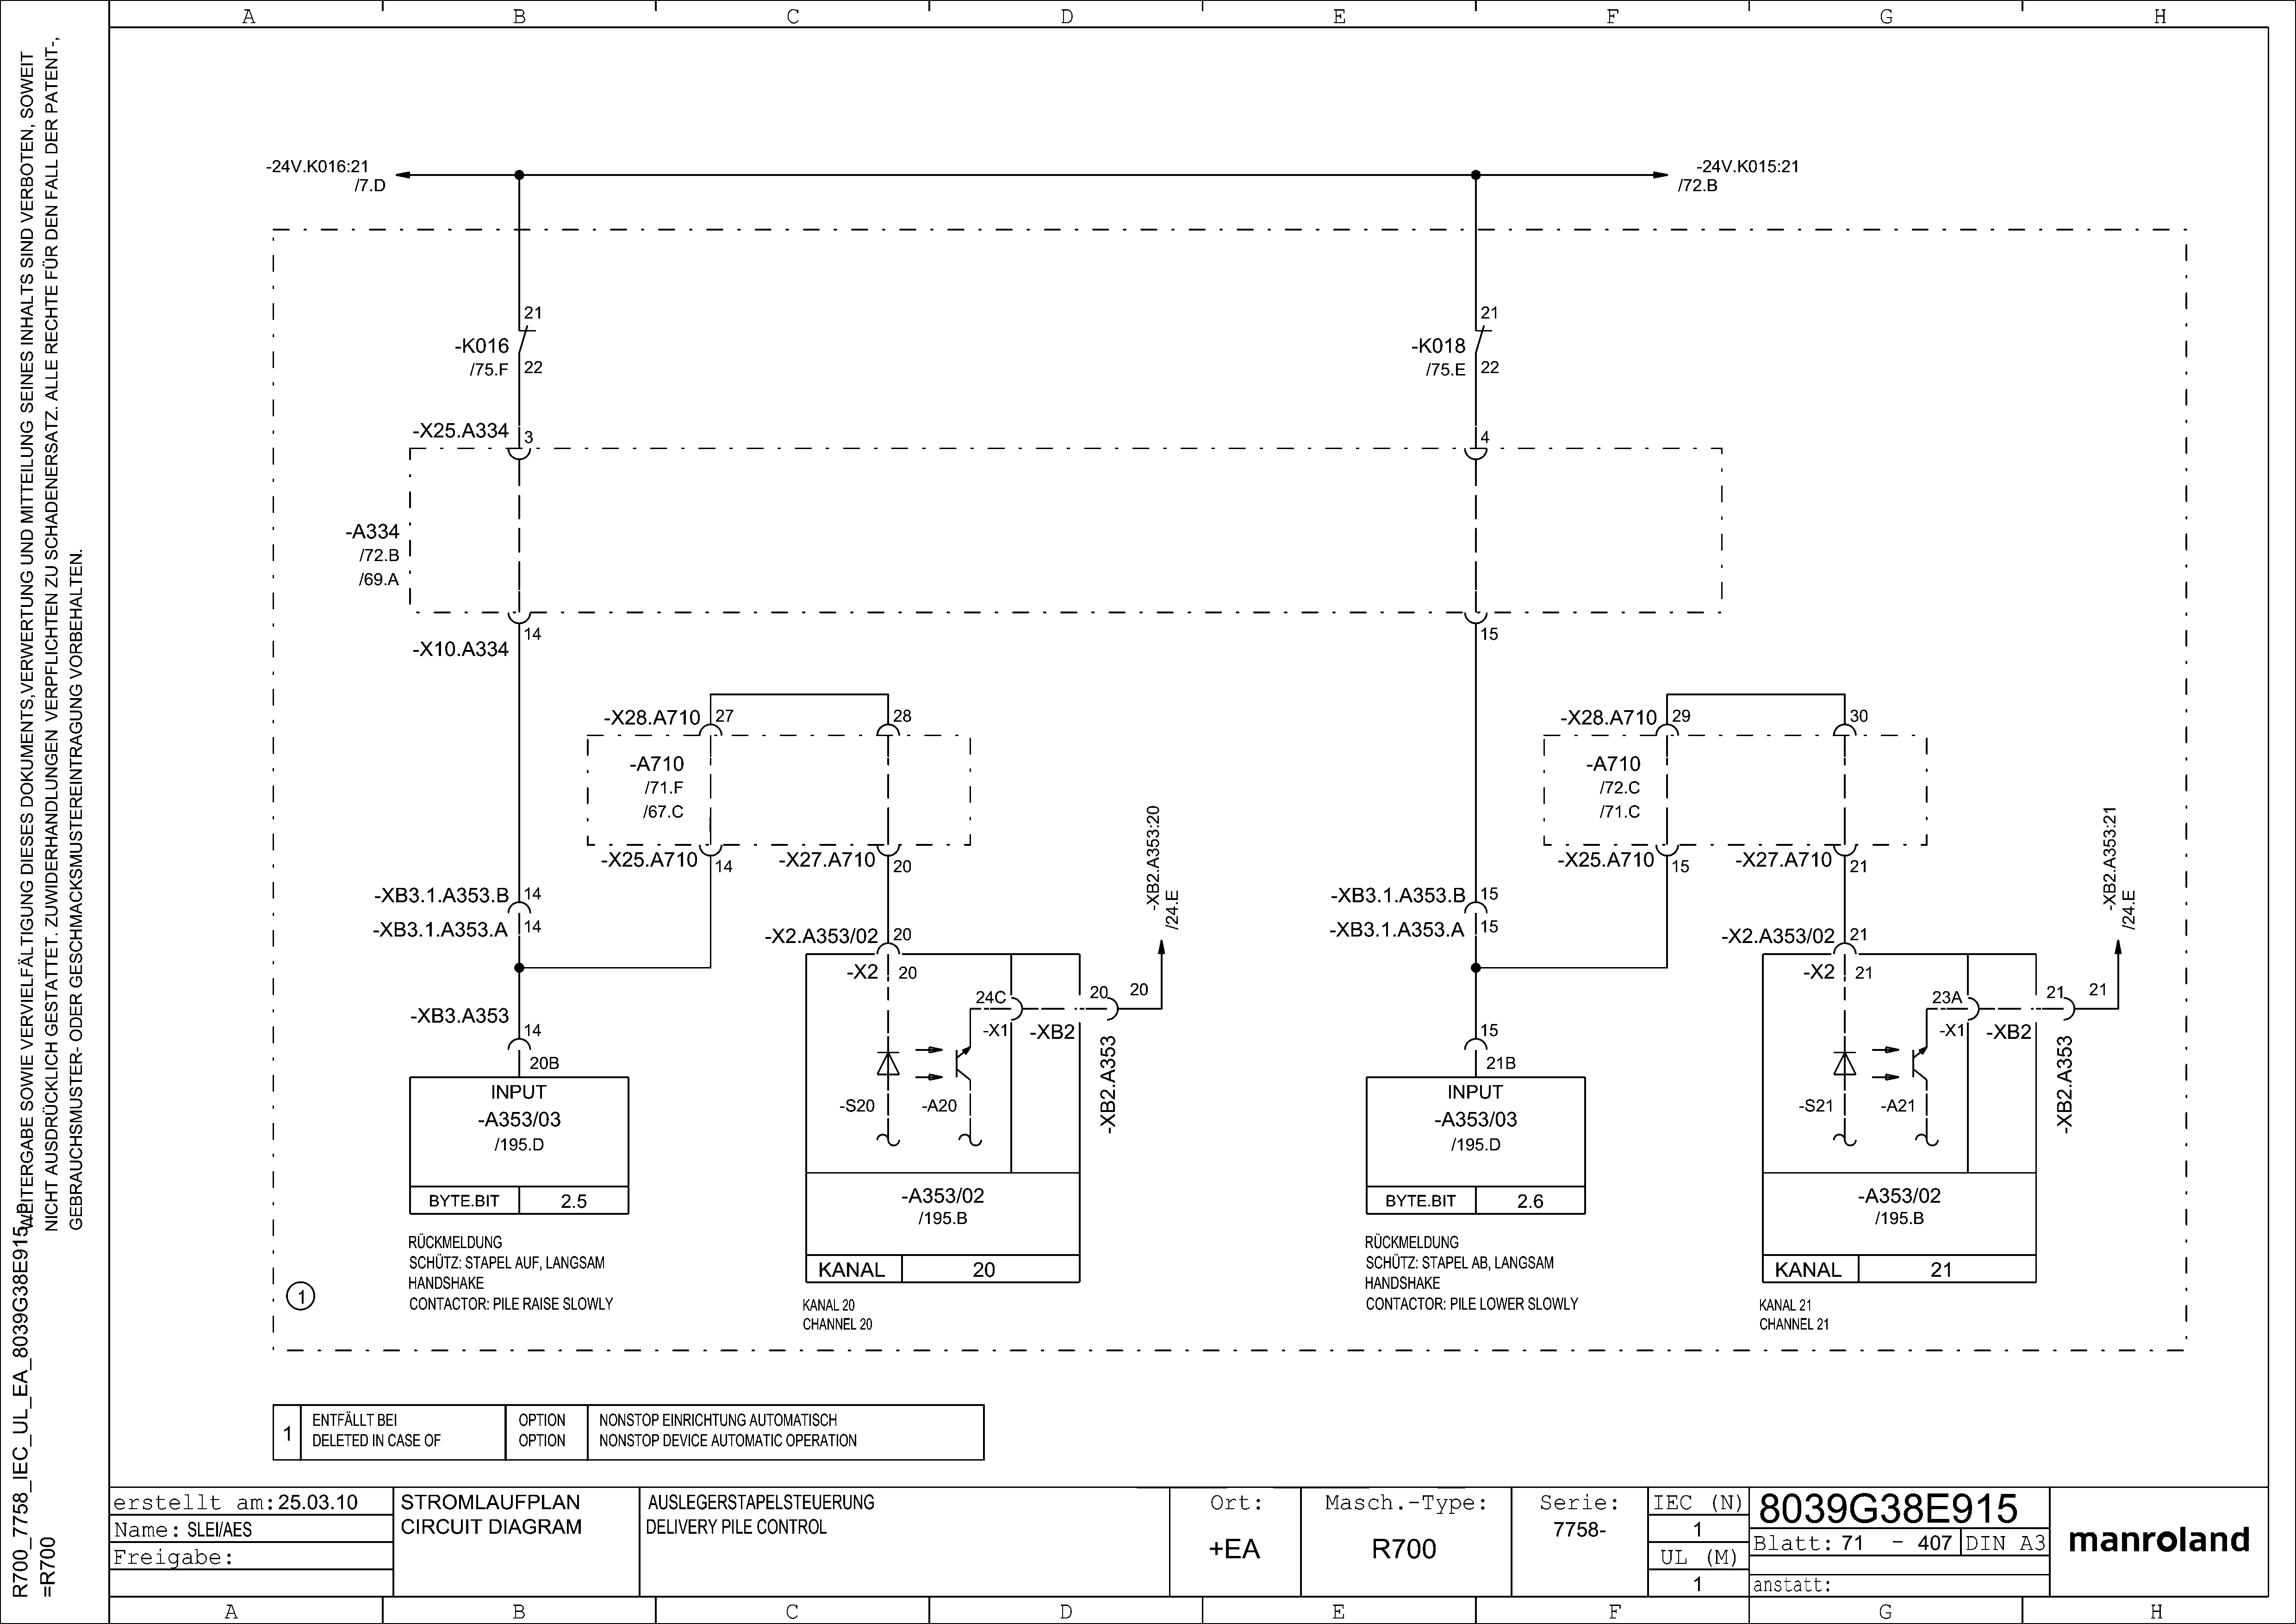 A B C D E F G H
WEITERGABE SOWIE VERVIELFÄLTIGUNG DIESES DOKUMENTS,VERWERTUNG UND MITTEILUNG SEINES INHALTS SIND VERBOTEN, SOWEIT
NICHT AUSDRÜCKLICH GESTATTET. ZUWIDERHANDLUNGEN VERPFLICHTEN ZU SCHADENERSATZ. ALLE RECHTE FÜR DEN FALL DER PATENT-,
GEBRAUCHSMUSTER- ODER GESCHMACKSMUSTEREINTRAGUNG VORBEHALTEN.
-24V.K016:21
/7.D
-24V.K015:21
/72.B
21
-K016
/75.F 22
21
-K018
/75.E 22
-X25.A334 3
4
-A334
/72.B
/69.A
14
-X10.A334
15
-X28.A710 27 28
-A710
/71.F
/67.C
-X25.A710 14
-X27.A710 20
-X28.A710 29 30
-A710
/72.C
/71.C
-X25.A710 15
-X27.A710 21
-XB3.1.A353.B 14
-XB3.1.A353.A 14
-XB3.1.A353.B 15
-XB3.1.A353.A 15
-X2.A353/02 20
-X2 20
-XB2.A353:20
/24.E
-X2.A353/02 21
-X2 21
-XB2.A353:21
/24.E
24C 20 20
-X1 -XB2
-XB2.A353
23A 21 21
-X1 -XB2
-XB2.A353
-XB3.A353 14
20B
INPUT
-A353/03
/195.D
BYTE.BIT 2.5
-S20 -A20
-A353/02
/195.B
KANAL 20
15
21B
INPUT
-A353/03
/195.D
BYTE.BIT 2.6
-S21 -A21
-A353/02
/195.B
KANAL 21
RÜCKMELDUNG
SCHÜTZ: STAPEL AUF, LANGSAM
HANDSHAKE
CONTACTOR: PILE RAISE SLOWLY
KANAL 20
CHANNEL 20
RÜCKMELDUNG
SCHÜTZ: STAPEL AB, LANGSAM
HANDSHAKE
CONTACTOR: PILE LOWER SLOWLY
KANAL 21
CHANNEL 21
1
1 ENTFÄLLT BEI OPTION NONSTOP EINRICHTUNG AUTOMATISCH
DELETED IN CASE OF OPTION NONSTOP DEVICE AUTOMATIC OPERATION
erstellt am: 25.03.10
Name: SLEI/AES
Freigabe:
STROMLAUFPLAN
CIRCUIT DIAGRAM
AUSLEGERSTAPELSTEUERUNG
DELIVERY PILE CONTROL
Ort:
+EA
Masch.-Type:
R700
Serie:
7758-
IEC (N)
1
UL (M)
1
8039G38E915
Blatt: 71 - 407 DIN A3
anstatt:
manroland
=R700
A B C D E F G H